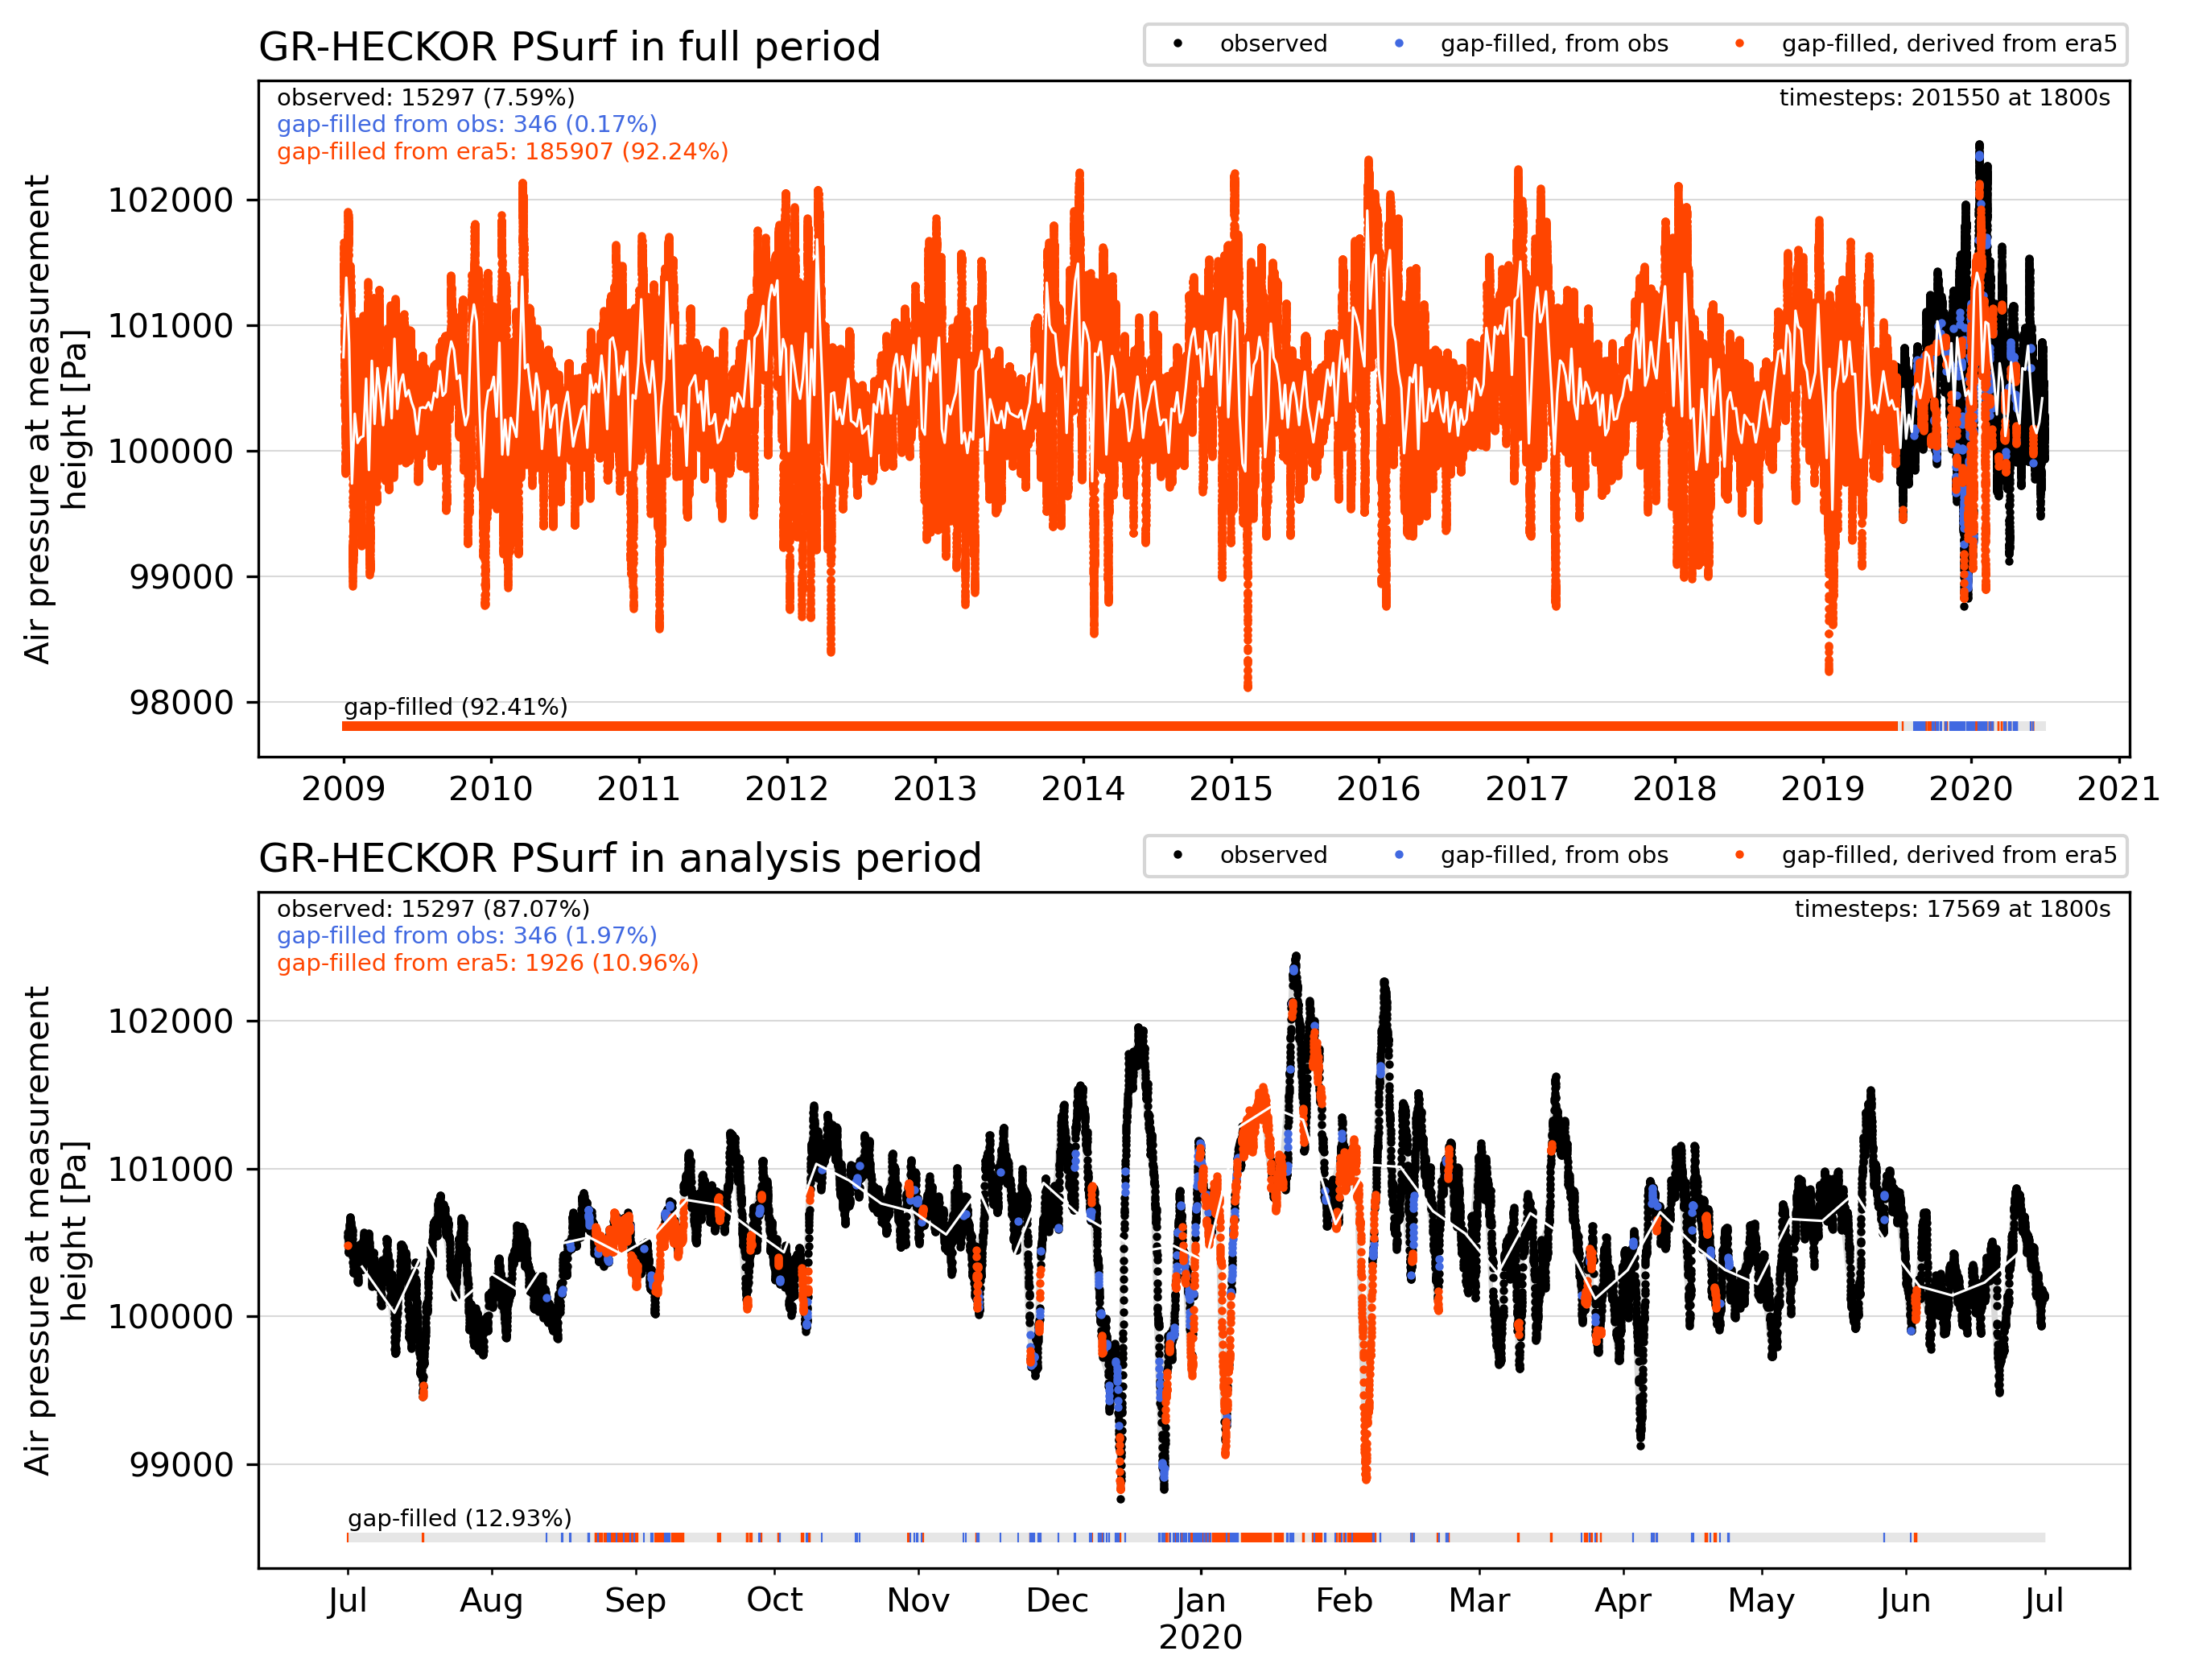 GR-HECKOR PSurf in full period
observed
gap-filled, from obs
gap-filled, derived from era5
observed: 15297 (7.59%)
gap-filled from obs: 346 (0.17%)
gap-filled from era5: 185907 (92.24%)
timesteps: 201550 at 1800s
Air pressure at measurement
height [Pa]
102000
101000
100000
99000
98000
gap-filled (92.41%)
2009 2010 2011 2012 2013 2014 2015 2016 2017 2018 2019 2020 2021
GR-HECKOR PSurf in analysis period
observed
gap-filled, from obs
gap-filled, derived from era5
observed: 15297 (87.07%)
gap-filled from obs: 346 (1.97%)
gap-filled from era5: 1926 (10.96%)
timesteps: 17569 at 1800s
Air pressure at measurement
height [Pa]
102000
101000
100000
99000
gap-filled (12.93%)
Jul Aug Sep Oct Nov Dec Jan Feb Mar Apr May Jun Jul
2020